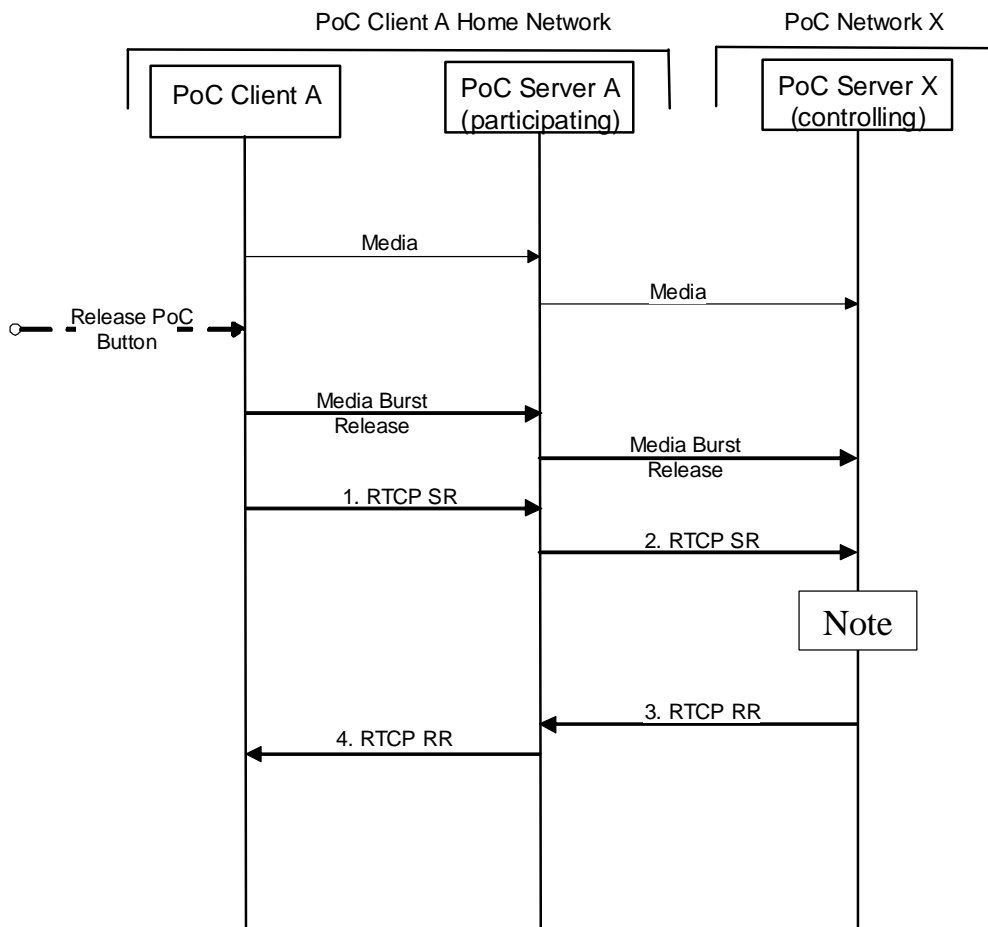 PoC Client A Home Network
PoC Network X
PoC Client A
PoC Server A
(participating)
PoC Server X
(controlling)
Media
Media
Release PoC
Button
Media Burst
Release
Media Burst
Release
1. RTCP SR
2. RTCP SR
Note
3. RTCP RR
4. RTCP RR